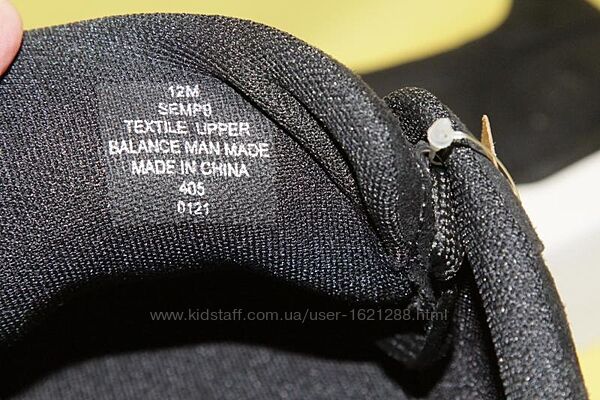 12M
SEMP0
TEXTILE UPPER
BALANCE MAN MADE
MADE IN CHINA
405
0121
www.kidstaff.com.ua/user-1621288.html